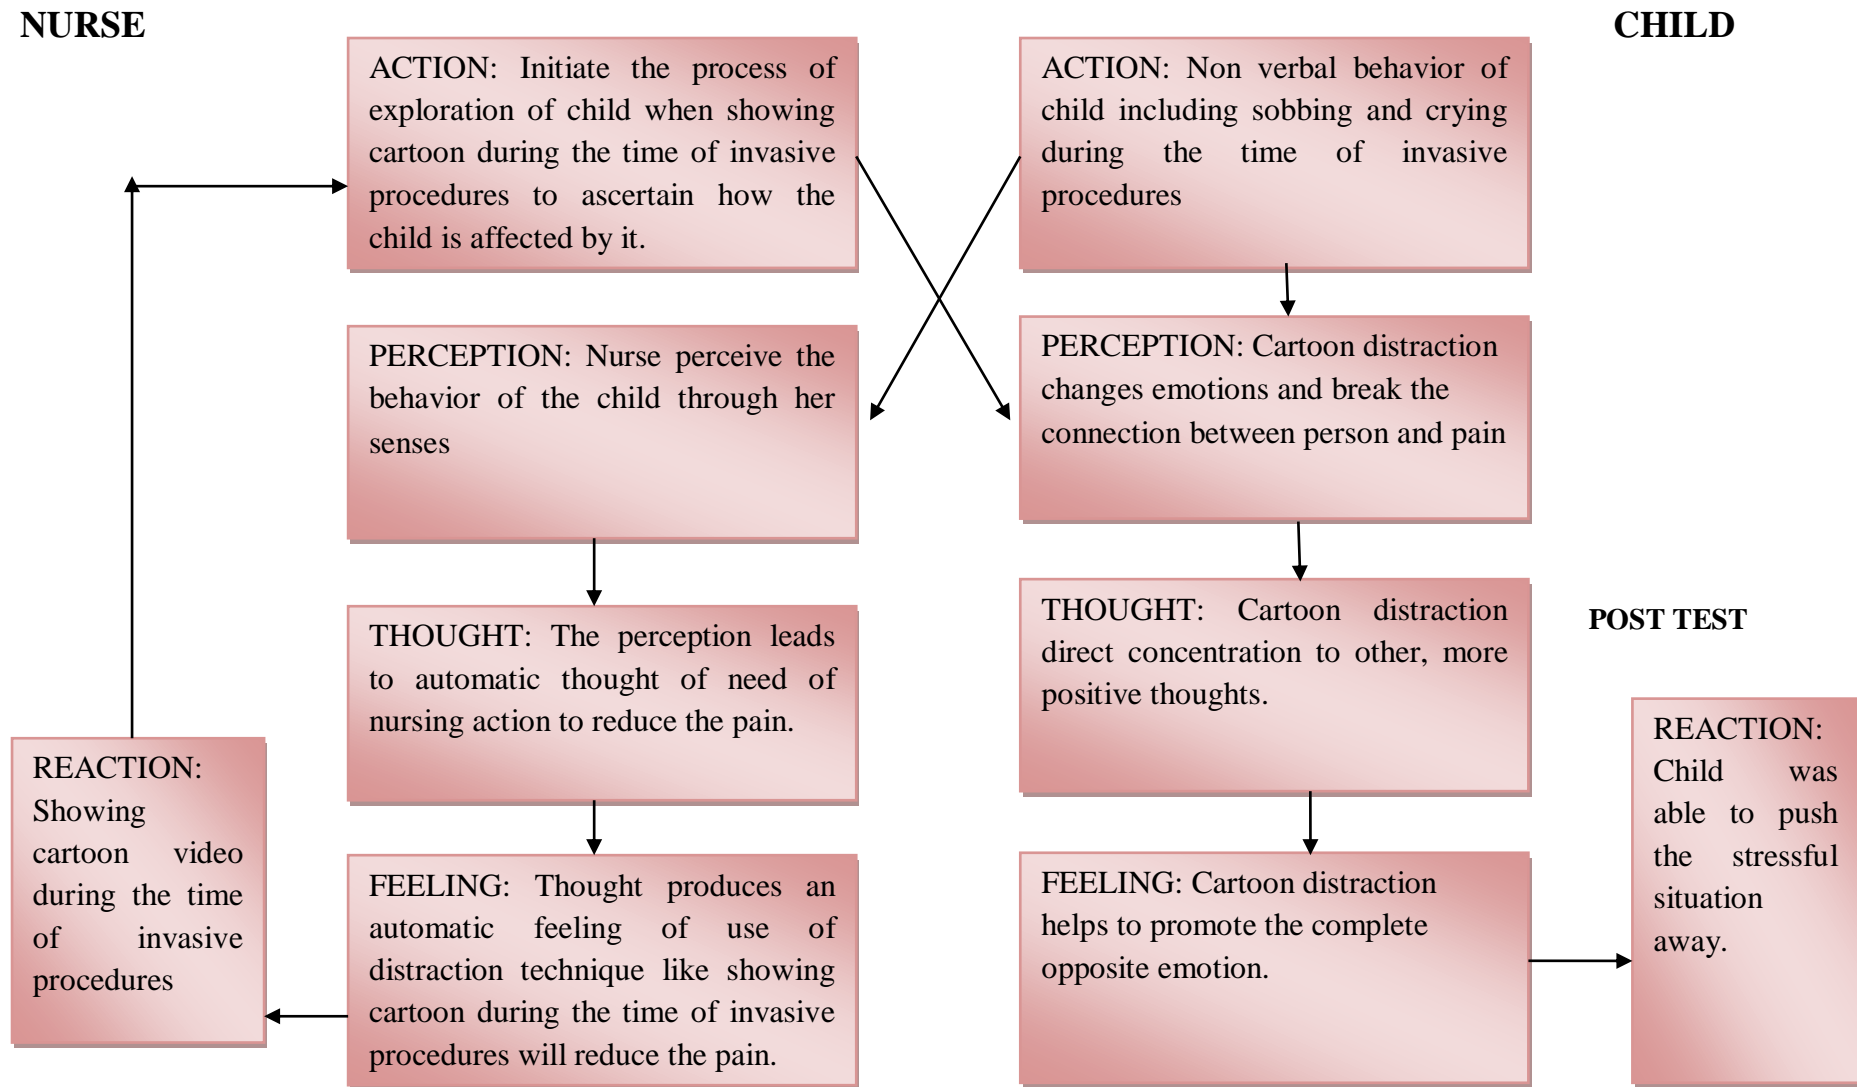 NURSE
CHILD
ACTION: Initiate the process of
exploration of child when showing
cartoon during the time of invasive
procedures to ascertain how the
child is affected by it.
ACTION: Non verbal behavior of
child including sobbing and crying
during the time of invasive
procedures
PERCEPTION: Nurse perceive the
behavior of the child through her
senses
PERCEPTION: Cartoon distraction
changes emotions and break the
connection between person and pain
THOUGHT: The perception leads
to automatic thought of need of
nursing action to reduce the pain.
THOUGHT: Cartoon distraction
direct concentration to other, more
positive thoughts.
POST TEST
REACTION:
Showing
cartoon video
during the time
of invasive
procedures
FEELING: Thought produces an
automatic feeling of use of
distraction technique like showing
cartoon during the time of invasive
procedures will reduce the pain.
FEELING: Cartoon distraction
helps to promote the complete
opposite emotion.
REACTION:
Child was
able to push
the stressful
situation
away.